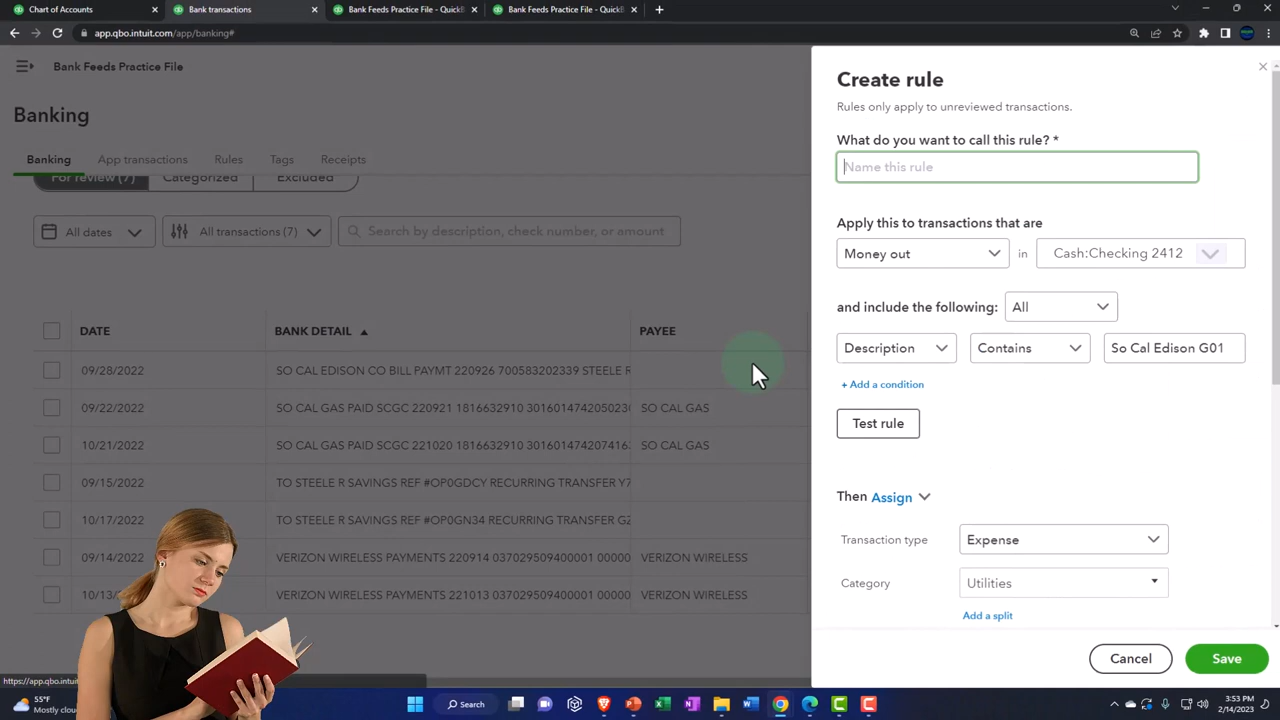 Chart of Accounts
Bank transactions
Bank Feeds Practice File - QuickB
Bank Feeds Practice File - QuickB
app.qbo.intuit.com/app/banking#
Bank Feeds Practice File
Banking
Banking App transactions Rules Tags Receipts
For review (7) Categorized Excluded
All dates All transactions (7) Search by description, check number, or amount
DATE BANK DETAIL PAYEE
09/28/2022 SO CAL EDISON CO BILL PAYMT 220926 700583202339 STEELE R
09/22/2022 SO CAL GAS PAID SCGC 220921 1816632910 3016014742050230 SO CAL GAS
10/21/2022 SO CAL GAS PAID SCGC 221020 1816632910 301601474207416 SO CAL GAS
09/15/2022 TO STEELE R SAVINGS REF #OP0GDCY RECURRING TRANSFER Y7
10/17/2022 TO STEELE R SAVINGS REF #OP0GN34 RECURRING TRANSFER G
09/14/2022 VERIZON WIRELESS PAYMENTS 220914 037029509400001 00000 VERIZON WIRELESS
10/13/ VERIZON WIRELESS PAYMENTS 221013 00000 VERIZON WIRELESS
Create rule
Rules only apply to unreviewed transactions.
What do you want to call this rule? *
Name this rule
Apply this to transactions that are
Money out in Cash:Checking 2412
and include the following: All
Description Contains So Cal Edison G01
+ Add a condition
Test rule
Then Assign
Transaction type Expense
Category Utilities
Add a split
Cancel Save
https://app.qbo.intui
55°F
Mostly clou
Search
3:53 PM
2/14/2023